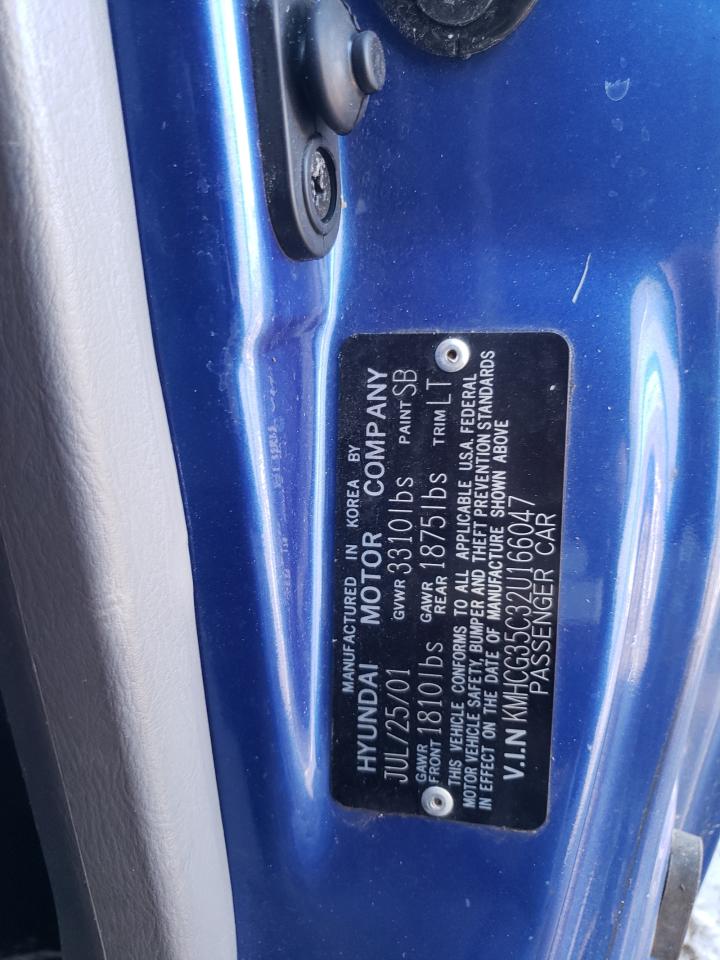 MANUFACTURED IN KOREA BY
HYUNDAI MOTOR COMPANY
JUL/25/01 GVWR 3310lbs PAINT SB
GAWR FRONT 1810lbs GAWR REAR 1875lbs TRIM LT
THIS VEHICLE CONFORMS TO ALL APPLICABLE U.S.A. FEDERAL
MOTOR VEHICLE SAFETY, BUMPER AND THEFT PREVENTION STANDARDS
IN EFFECT ON THE DATE OF MANUFACTURE SHOWN ABOVE
V.I.N KMHCG35C32U166047
PASSENGER CAR